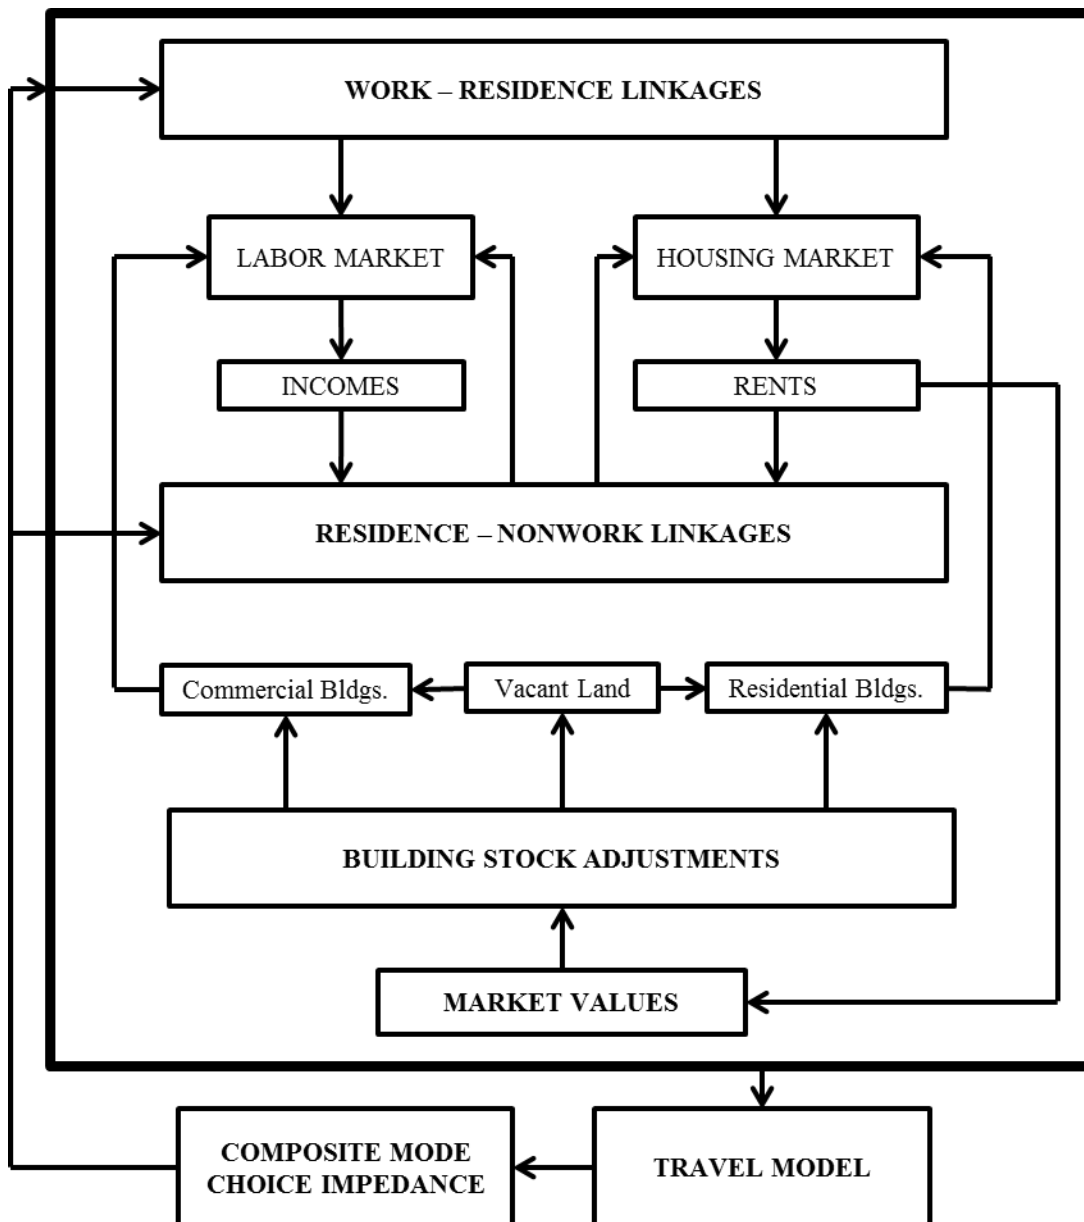 WORK – RESIDENCE LINKAGES
LABOR MARKET
HOUSING MARKET
INCOMES
RENTS
RESIDENCE – NONWORK LINKAGES
Commercial Bldgs.
Vacant Land
Residential Bldgs.
BUILDING STOCK ADJUSTMENTS
MARKET VALUES
COMPOSITE MODE
CHOICE IMPEDANCE
TRAVEL MODEL